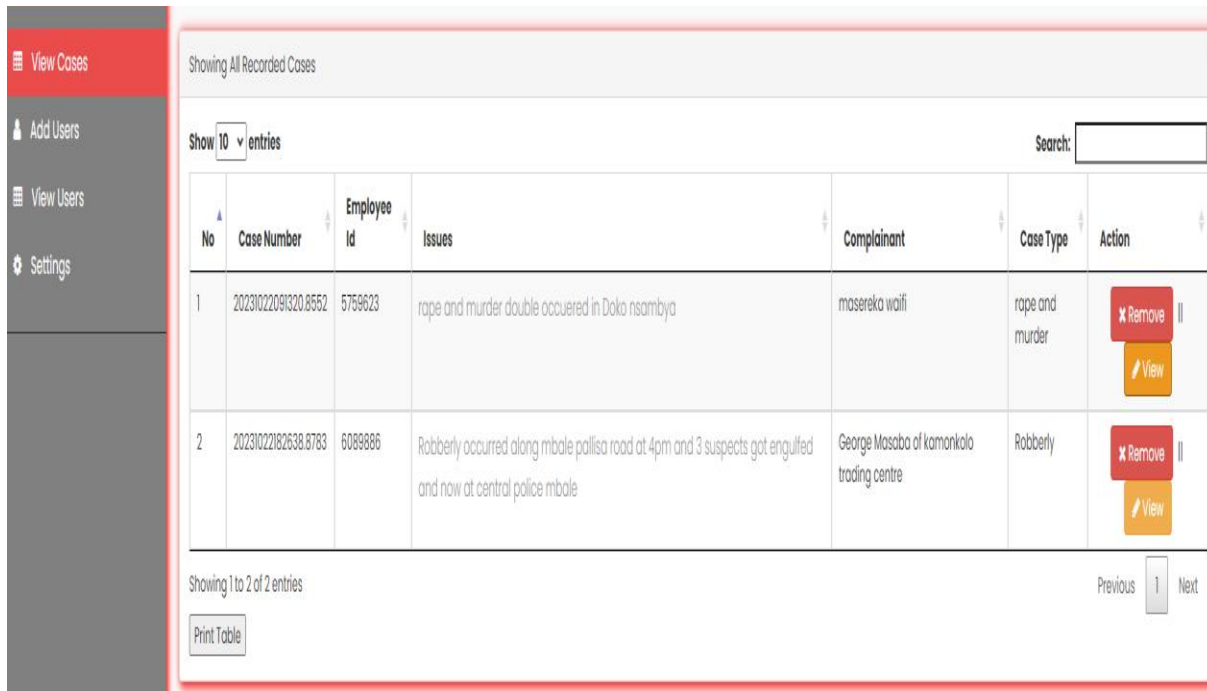 View Cases
Add Users
View Users
Settings
Showing All Recorded Cases
Show 10 entries
Search:
No
Case Number
Employee
Id
Issues
Complainant
Case Type
Action
1
20231022091320.8552
5759623
rape and murder double occuered in Doko nsambya
masereka waifi
rape and
murder
Remove ||
View
2
20231022182638.8783
6089886
Robberly occurred along mbale pallisa road at 4pm and 3 suspects got engulfed
and now at central police mbale
George Masaba of kamonkolo
trading centre
Robberly
Remove ||
View
Showing 1 to 2 of 2 entries
Previous 1 Next
Print Table